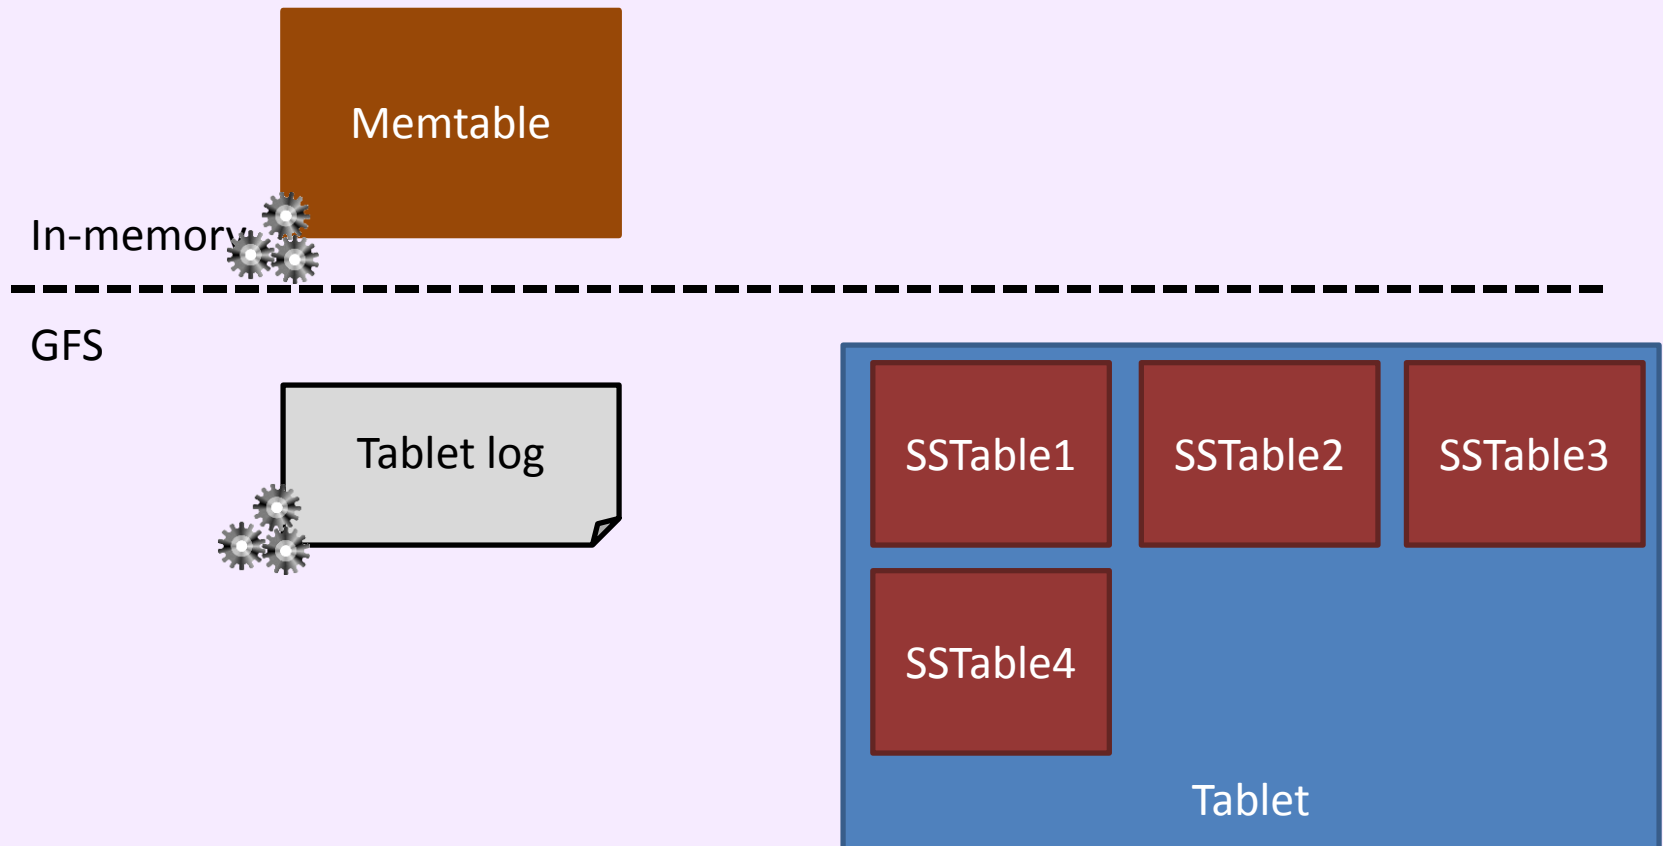 Memtable
In-memory
GFS
Tablet log
SSTable1
SSTable2
SSTable3
SSTable4
Tablet